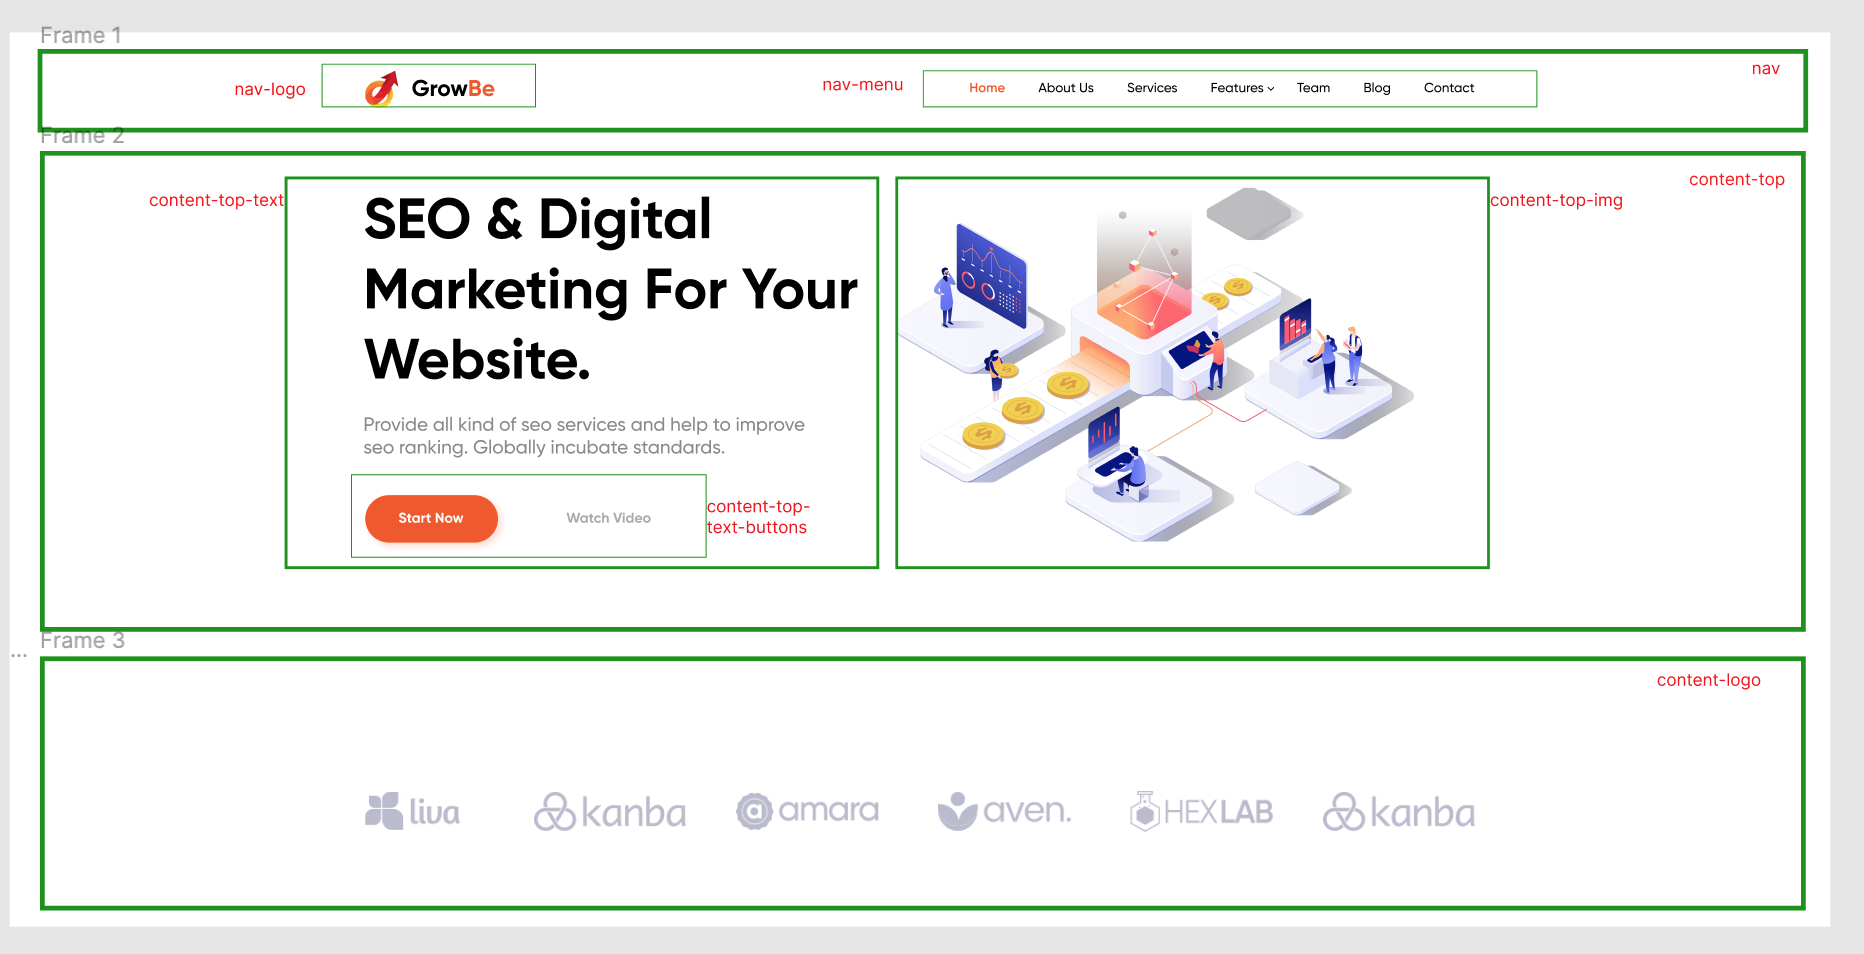 Frame 1
nav
nav-logo
GrowBe
nav-menu
Home About Us Services Features Team Blog Contact
Frame 2
content-top
content-top-text
SEO & Digital
Marketing For Your
Website.
Provide all kind of seo services and help to improve
seo ranking. Globally incubate standards.
Start Now
Watch Video
content-top-
text-buttons
content-top-img
Frame 3
...
content-logo
liva
kanba
a amara
aven.
HEXLAB
kanba